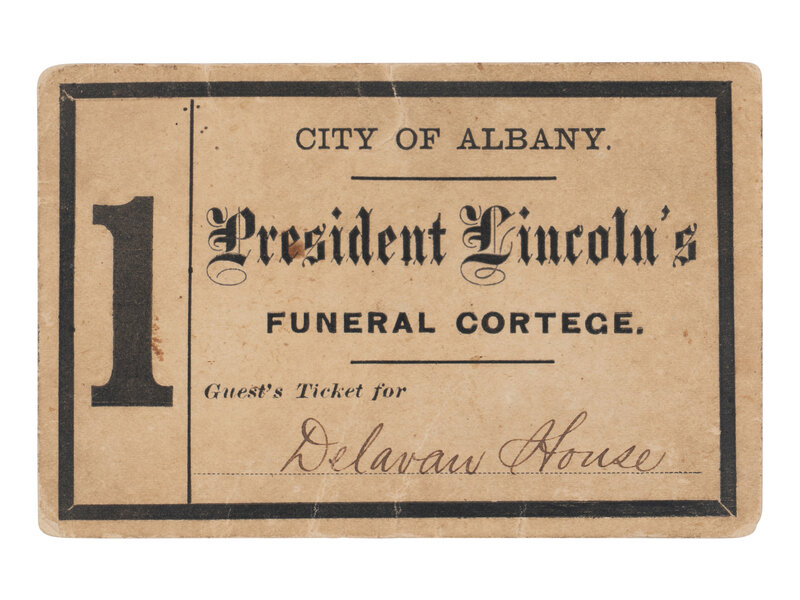 1
CITY OF ALBANY.
President Lincoln's
FUNERAL CORTEGE.
Guest's Ticket for
Delavan House